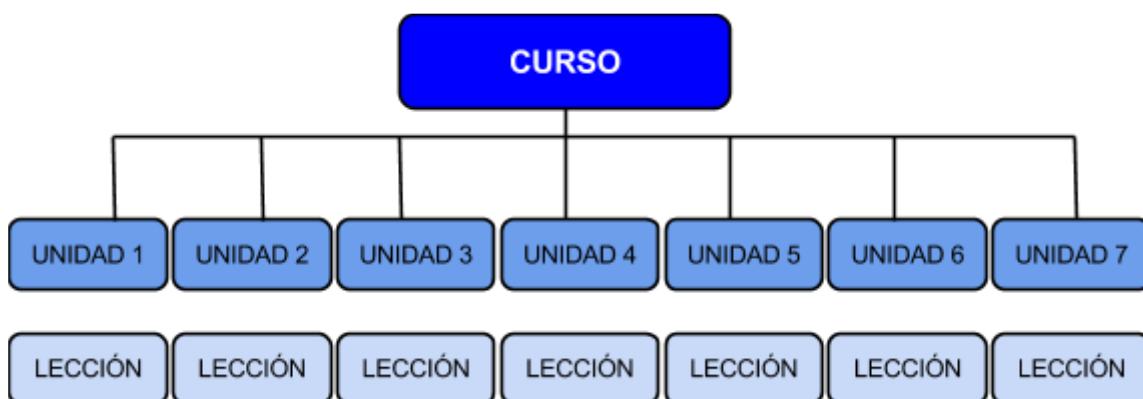 CURSO
UNIDAD 1
UNIDAD 2
UNIDAD 3
UNIDAD 4
UNIDAD 5
UNIDAD 6
UNIDAD 7
LECCIÓN
LECCIÓN
LECCIÓN
LECCIÓN
LECCIÓN
LECCIÓN
LECCIÓN